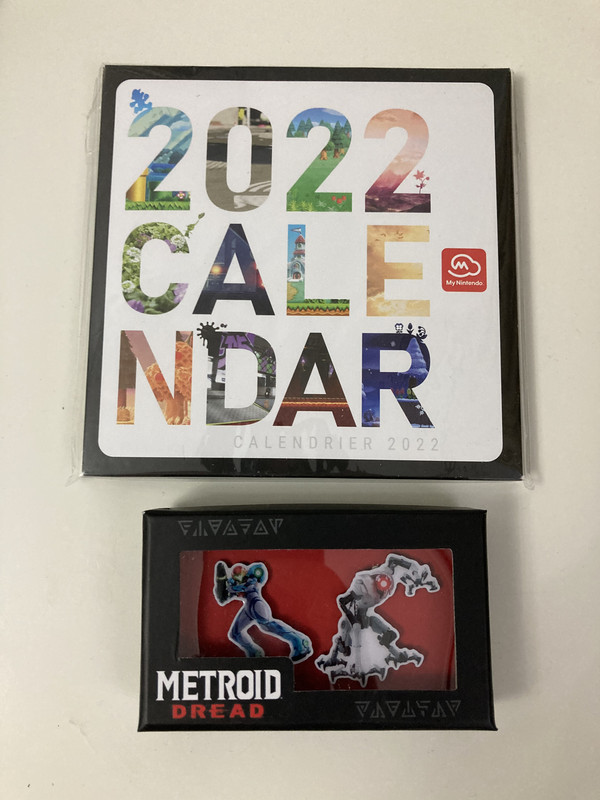 2022
CALE
My Nintendo
NDAR
CALENDRIER 2022
METROID
DREAD